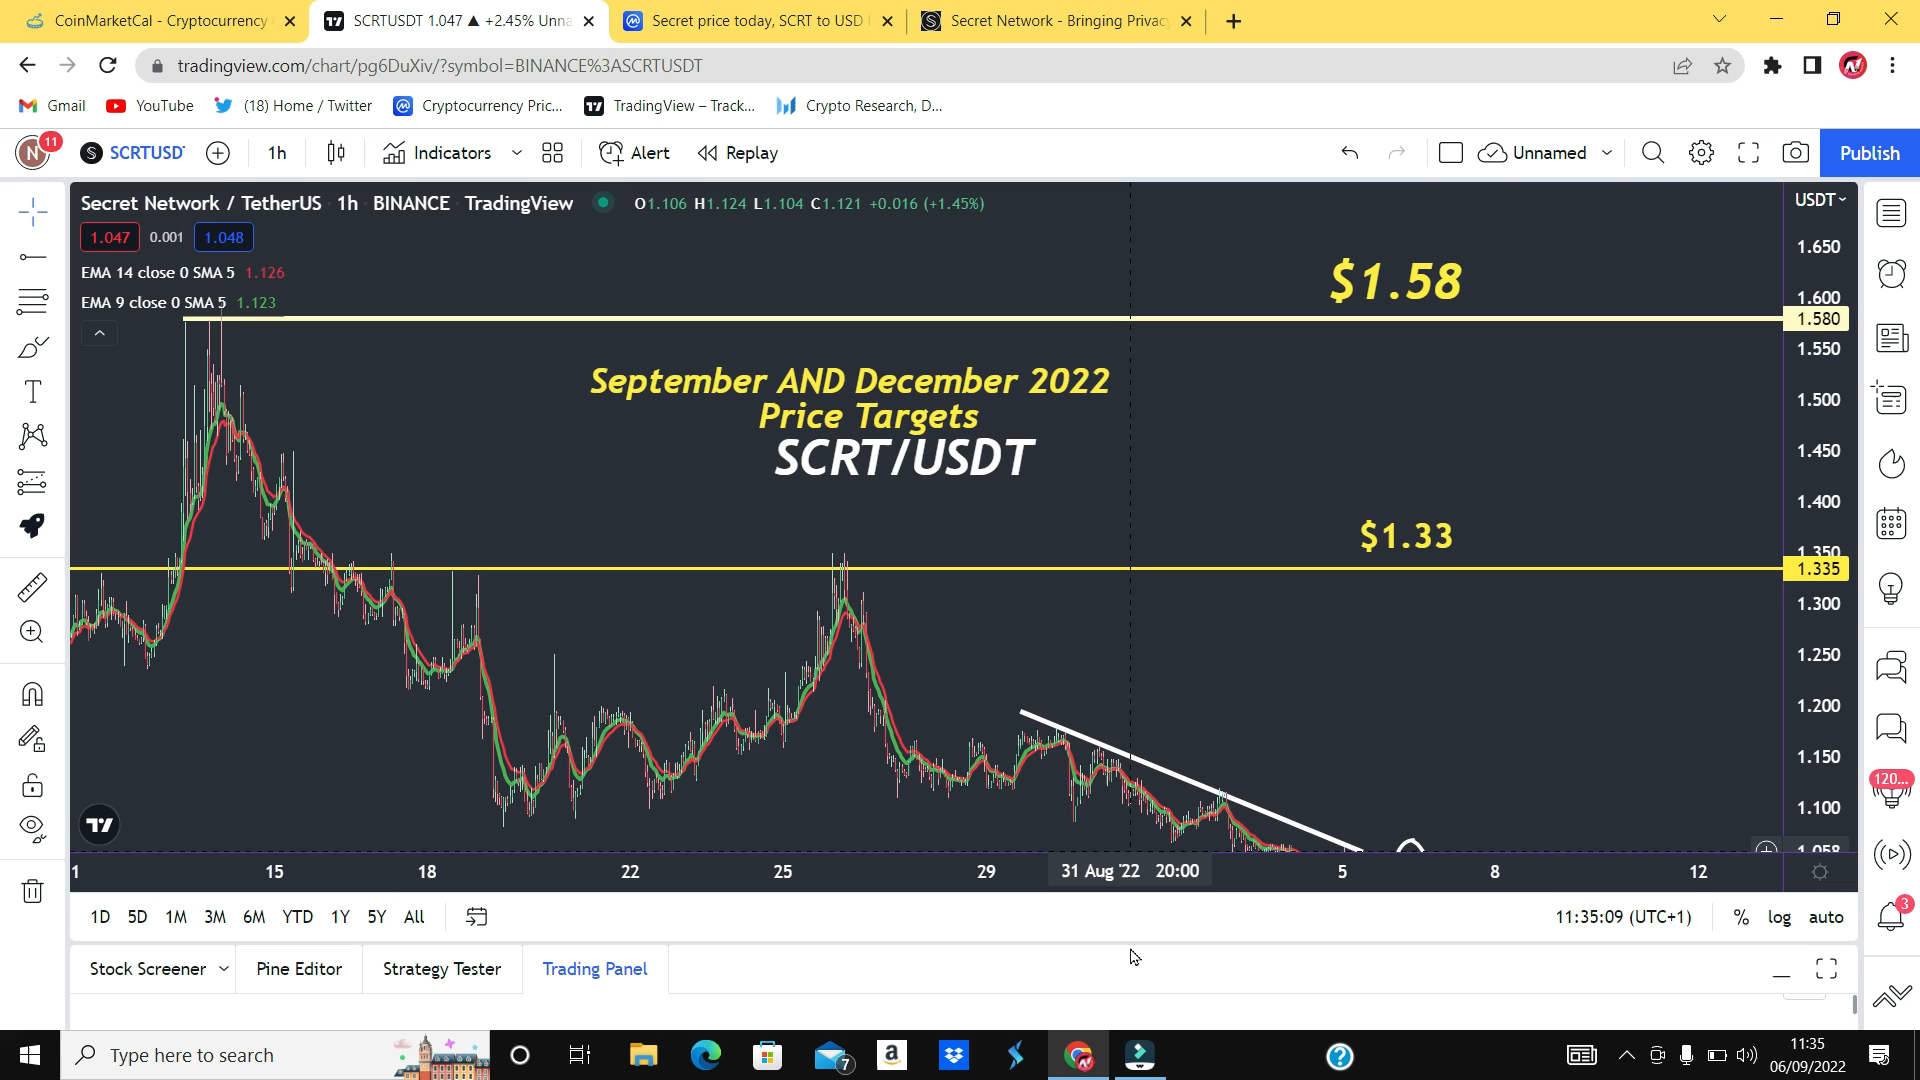 CoinMarketCal - Cryptocurrency
SCRTUSDT 1.047 ▲ +2.45% Unna
Secret price today, SCRT to USD
Secret Network - Bringing Privac
tradingview.com/chart/pg6DuXiv/?symbol=BINANCE%3ASCRTUSDT
Gmail
YouTube
(18) Home / Twitter
Cryptocurrency Pric...
TradingView – Track...
Crypto Research, D...
N
11
SCRTUSD
1h
Indicators
Alert
Replay
Unnamed
Publish
Secret Network / TetherUS 1h BINANCE TradingView
O1.106 H1.124 L1.104 C1.121 +0.016 (+1.45%)
USDT
1.047
0.001
1.048
EMA 14 close 0 SMA 5 1.126
EMA 9 close 0 SMA 5 1.123
$1.58
September AND December 2022
Price Targets
SCRT/USDT
$1.33
1.650
1.600
1.580
1.550
1.500
1.450
1.400
1.350
1.335
1.300
1.250
1.200
1.150
1.100
1.058
120...
3
1
15
18
22
25
29
31 Aug '22 20:00
5
8
12
1D 5D 1M 3M 6M YTD 1Y 5Y All
11:35:09 (UTC+1)
%
log
auto
Stock Screener
Pine Editor
Strategy Tester
Trading Panel
Type here to search
7
11:35
06/09/2022